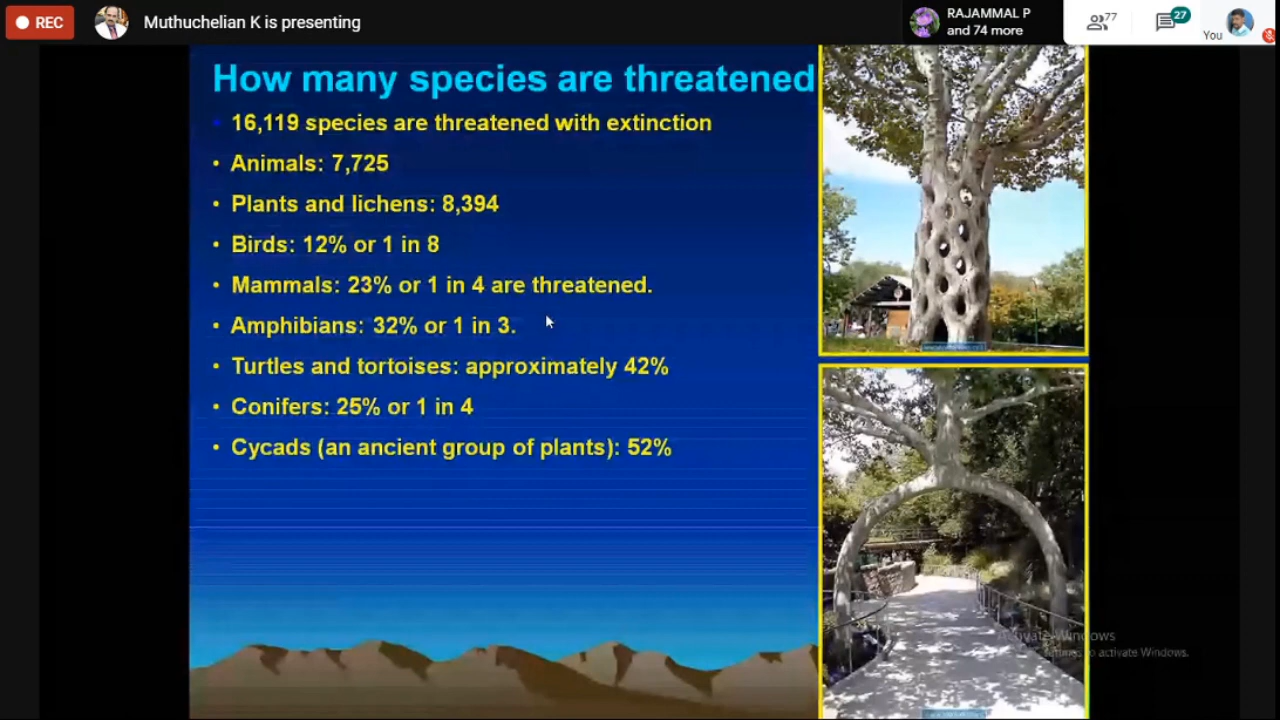 REC
Muthuchelian K is presenting
RAJAMMAL P
and 74 more
77
27
You
How many species are threatened
16,119 species are threatened with extinction
• Animals: 7,725
• Plants and lichens: 8,394
• Birds: 12% or 1 in 8
• Mammals: 23% or 1 in 4 are threatened.
• Amphibians: 32% or 1 in 3.
• Turtles and tortoises: approximately 42%
• Conifers: 25% or 1 in 4
• Cycads (an ancient group of plants): 52%
Activate Windows
to activate Windows.